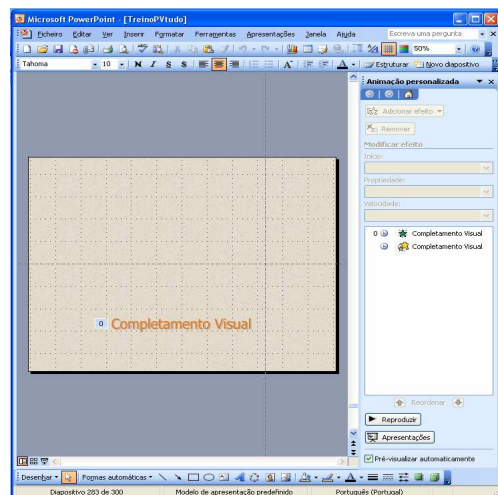 Microsoft PowerPoint - [TreinoPVtudo]
Ficheiro Editar Ver Inserir Formatar Ferramentas Apresentações Janela Ajuda Escreva uma pergunta
50%
Tahoma 10 N I S S A A Estruturar Novo diapositivo
Animação personalizada
Adicionar efeito
Remover
Modificar efeito
Início:
Propriedade:
Velocidade:
0 Completamento Visual
Completamento Visual
0 Completamento Visual
Reordenar
Reproduzir
Apresentações
Pré-visualizar automaticamente
Desenhar Formas automáticas
Diapositivo 283 de 300 Modelo de apresentação predefinido Português (Portugal)